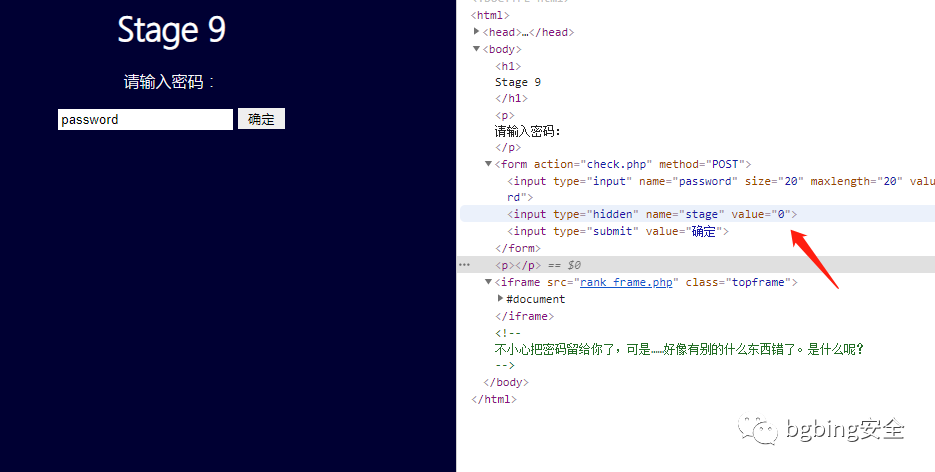 Stage 9
请输入密码：
password 确定
<html>
<head>…</head>
<body>
<h1>
Stage 9
</h1>
<p>
请输入密码：
</p>
<form action="check.php" method="POST">
<input type="input" name="password" size="20" maxlength="20" valu
rd">
<input type="hidden" name="stage" value="0">
<input type="submit" value="确定">
</form>
<p></p> == $0
<iframe src="rank_frame.php" class="topframe">
#document
</iframe>
<!--
不小心把密码留给你了，可是……好像有别的什么东西错了。是什么呢？
-->
</body>
</html>
bgbing安全